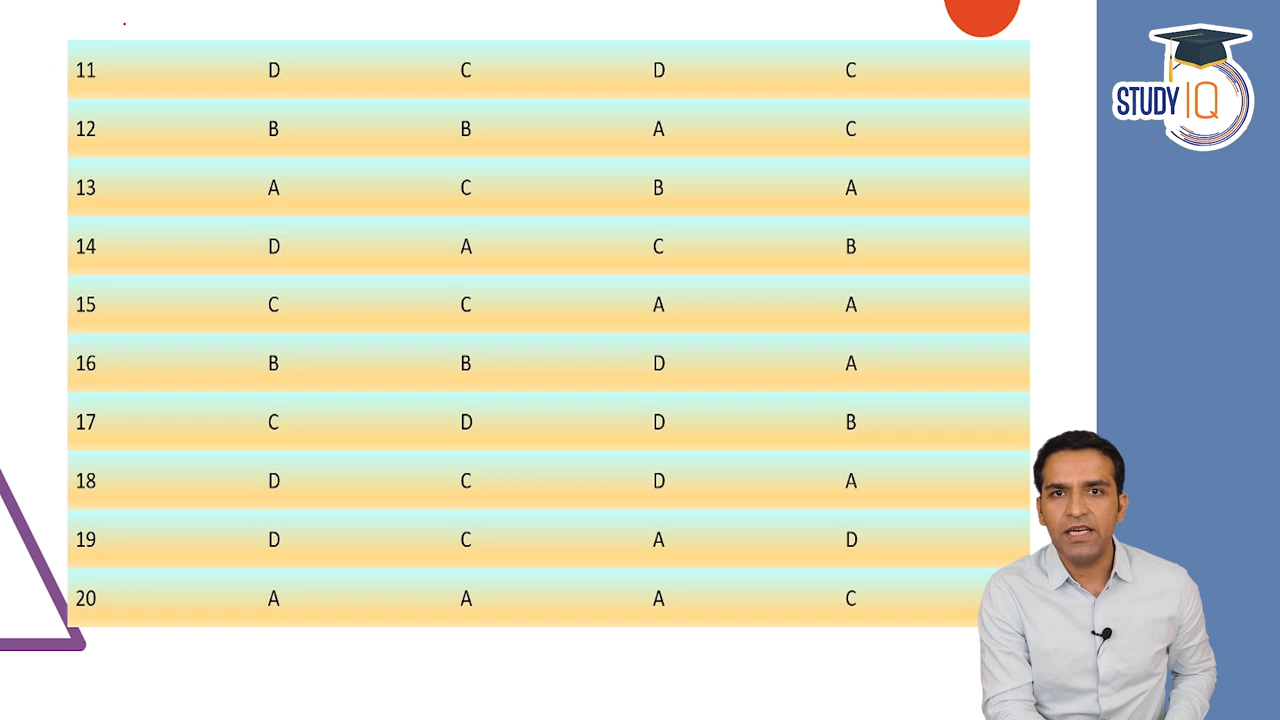 11 D C D C
12 B B A C
13 A C B A
14 D A C B
15 C C A A
16 B B D A
17 C D D B
18 D C D A
19 D C A D
20 A A A C
STUDY IQ